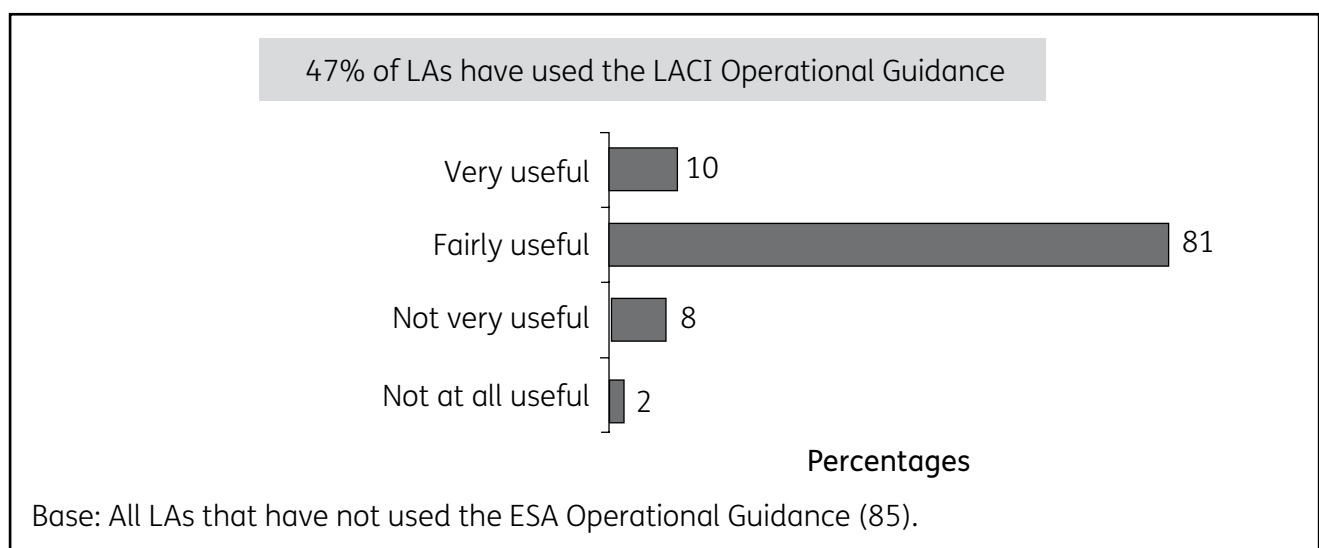 47% of LAs have used the LACI Operational Guidance
Very useful 10
Fairly useful 81
Not very useful 8
Not at all useful 2
Percentages
Base: All LAs that have not used the ESA Operational Guidance (85).